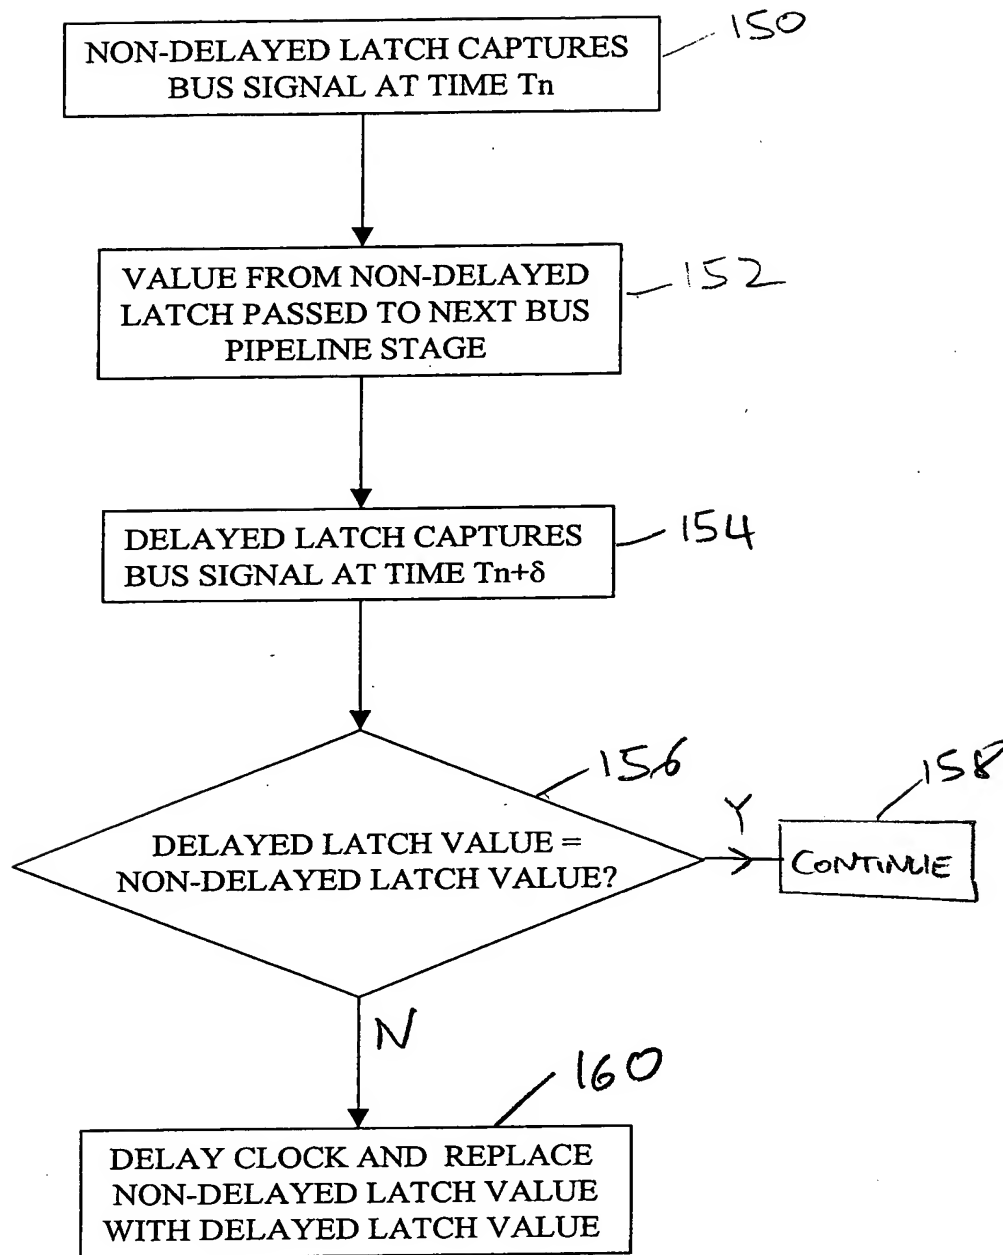 NON-DELAYED LATCH CAPTURES
BUS SIGNAL AT TIME Tn
150
VALUE FROM NON-DELAYED
LATCH PASSED TO NEXT BUS
PIPELINE STAGE
152
DELAYED LATCH CAPTURES
BUS SIGNAL AT TIME Tn+δ
154
DELAYED LATCH VALUE =
NON-DELAYED LATCH VALUE?
156
Y
158
CONTINUE
N
160
DELAY CLOCK AND REPLACE
NON-DELAYED LATCH VALUE
WITH DELAYED LATCH VALUE